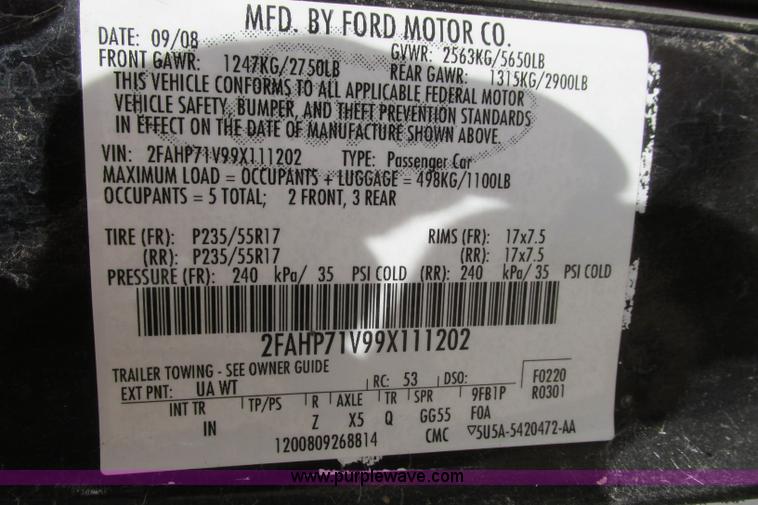 MFD. BY FORD MOTOR CO.
DATE: 09/08 GVWR: 2563KG/5650LB
FRONT GAWR: 1247KG/2750LB REAR GAWR: 1315KG/2900LB
THIS VEHICLE CONFORMS TO ALL APPLICABLE FEDERAL MOTOR
VEHICLE SAFETY, BUMPER, AND THEFT PREVENTION STANDARDS
IN EFFECT ON THE DATE OF MANUFACTURE SHOWN ABOVE.
VIN: 2FAHP71V99X111202 TYPE: Passenger Car
MAXIMUM LOAD = OCCUPANTS + LUGGAGE = 498KG/1100LB
OCCUPANTS = 5 TOTAL; 2 FRONT, 3 REAR
TIRE (FR): P235/55R17 RIMS (FR): 17x7.5
(RR): P235/55R17 (RR): 17x7.5
PRESSURE (FR): 240 kPa/ 35 PSI COLD (RR): 240 kPa/ 35 PSI COLD
2FAHP71V99X111202
TRAILER TOWING - SEE OWNER GUIDE
EXT PNT: UA WT RC: 53 DSO: F0220
INT TR TP/PS R AXLE TR SPR 9FB1P R0301
IN Z X5 Q GG55 FOA
1200809268814 CMC ▽5U5A-5420472-AA
www.purplewave.com